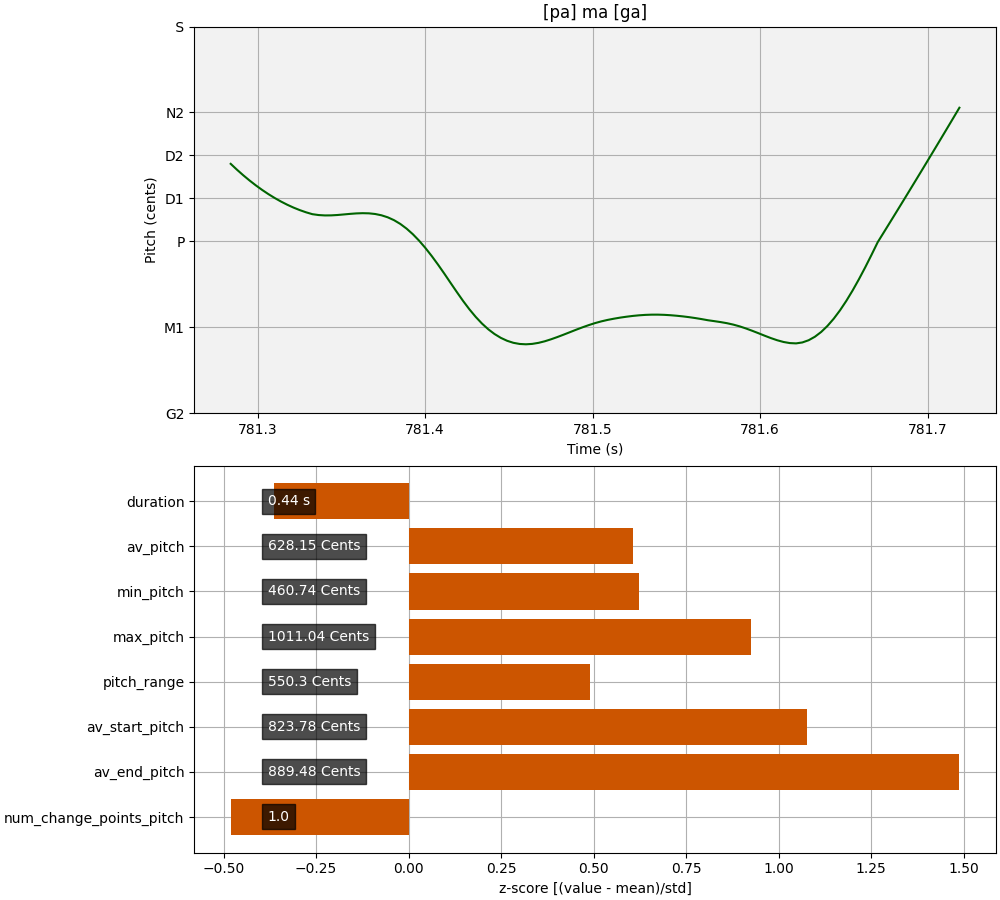 [pa] ma [ga]
S
N2
D2
D1
P
M1
G2
Pitch (cents)
781.3 781.4 781.5 781.6 781.7
Time (s)
duration 0.44 s
av_pitch 628.15 Cents
min_pitch 460.74 Cents
max_pitch 1011.04 Cents
pitch_range 550.3 Cents
av_start_pitch 823.78 Cents
av_end_pitch 889.48 Cents
num_change_points_pitch 1.0
−0.50 −0.25 0.00 0.25 0.50 0.75 1.00 1.25 1.50
z-score [(value - mean)/std]